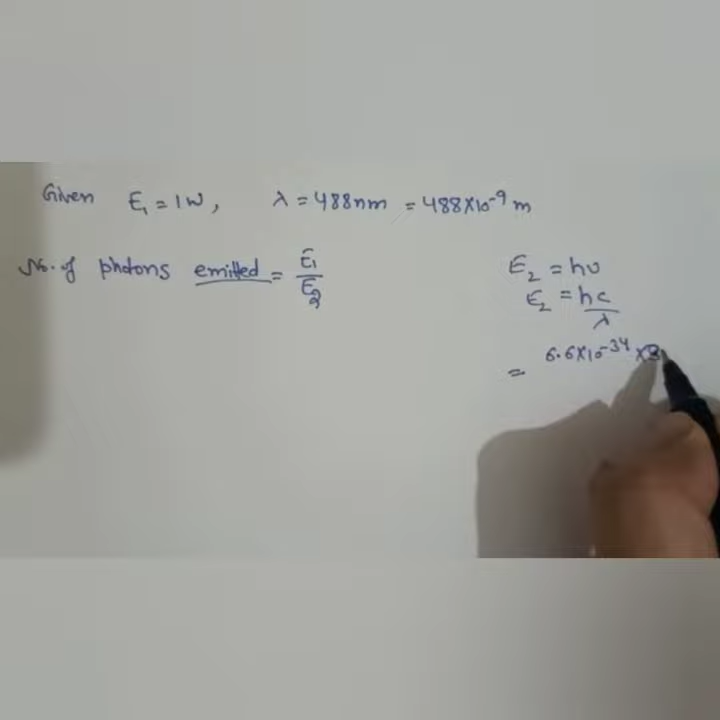 Given E₁ = 1W, λ = 488nm = 488×10⁻⁹ m
No. of photons emitted = E₁/E₂
E₂ = hυ
E₂ = hc/λ
= 6.6×10⁻³⁴ ×3